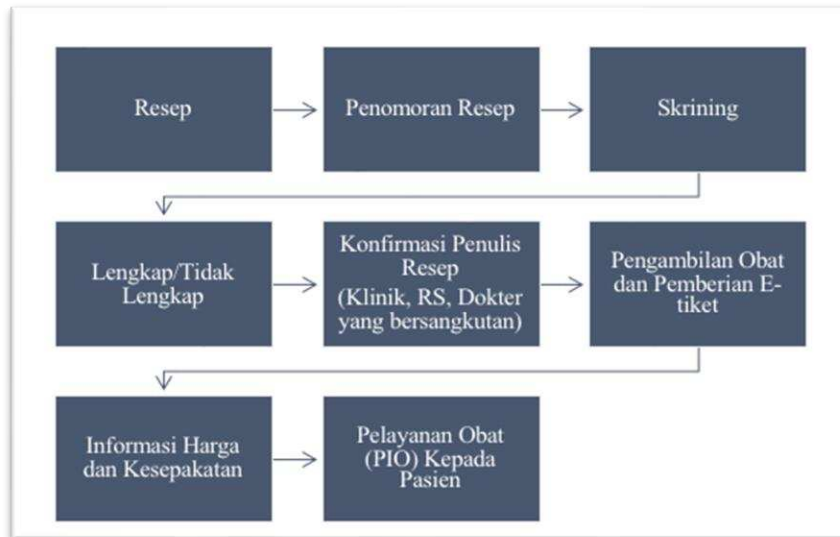 Resep
Penomoran Resep
Skrining
Lengkap/Tidak
Lengkap
Konfirmasi Penulis
Resep
(Klinik, RS, Dokter
yang bersangkutan)
Pengambilan Obat
dan Pemberian E-
tiket
Informasi Harga
dan Kesepakatan
Pelayanan Obat
(PIO) Kepada
Pasien